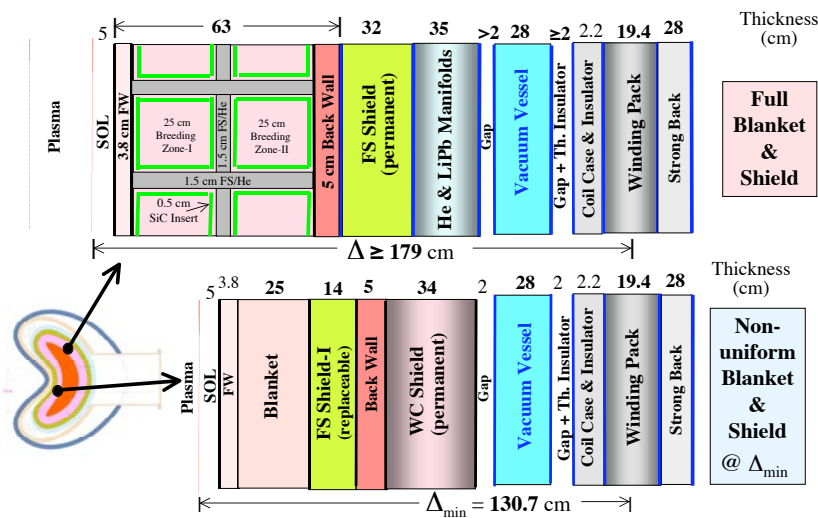 Thickness
(cm)
5
63
32
35
>2
28
≥2
2.2
19.4
28
Plasma
SOL
3.8 cm FW
25 cm
Breeding
Zone-I
1.5 cm FS/He
25 cm
Breeding
Zone-II
1.5 cm FS/He
0.5 cm
SiC Insert
5 cm Back Wall
FS Shield
(permanent)
He & LiPb Manifolds
Gap
Vacuum Vessel
Gap + Th. Insulator
Coil Case & Insulator
Winding Pack
Strong Back
Full
Blanket
&
Shield
Δ ≥ 179 cm
Thickness
(cm)
5
3.8
25
14
5
34
2
28
2
2.2
19.4
28
Plasma
SOL
FW
Blanket
FS Shield-I
(replaceable)
Back Wall
WC Shield
(permanent)
Gap
Vacuum Vessel
Gap + Th. Insulator
Coil Case & Insulator
Winding Pack
Strong Back
Non-
uniform
Blanket
&
Shield
@ Δmin
Δmin = 130.7 cm